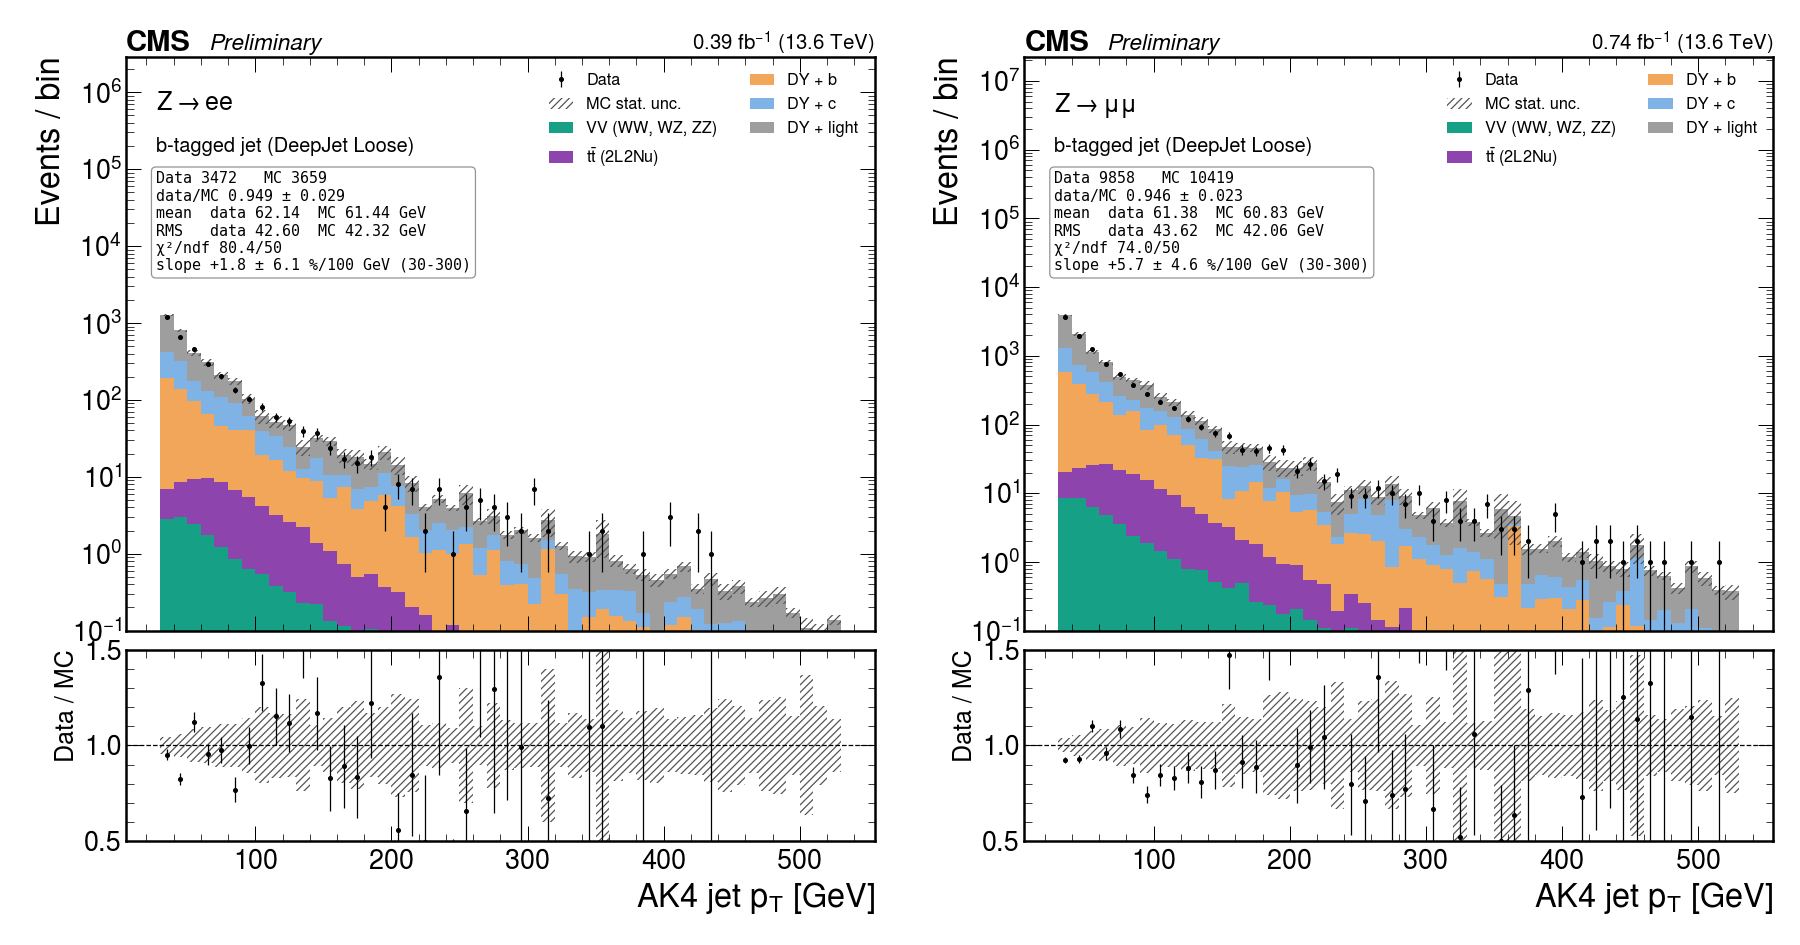 CMS Preliminary 0.39 fb⁻¹ (13.6 TeV)
Events / bin
10⁶
10⁵
10⁴
10³
10²
10¹
10⁰
10⁻¹
Z → ee
b-tagged jet (DeepJet Loose)
Data
MC stat. unc.
VV (WW, WZ, ZZ)
tt̄ (2L2Nu)
DY + b
DY + c
DY + light
Data 3472 MC 3659
data/MC 0.949 ± 0.029
mean data 62.14 MC 61.44 GeV
RMS data 42.60 MC 42.32 GeV
χ²/ndf 80.4/50
slope +1.8 ± 6.1 %/100 GeV (30-300)
Data / MC
1.5
1.0
0.5
100 200 300 400 500
AK4 jet p_T [GeV]
CMS Preliminary 0.74 fb⁻¹ (13.6 TeV)
Events / bin
10⁷
10⁶
10⁵
10⁴
10³
10²
10¹
10⁰
10⁻¹
Z → μμ
b-tagged jet (DeepJet Loose)
Data
MC stat. unc.
VV (WW, WZ, ZZ)
tt̄ (2L2Nu)
DY + b
DY + c
DY + light
Data 9858 MC 10419
data/MC 0.946 ± 0.023
mean data 61.38 MC 60.83 GeV
RMS data 43.62 MC 42.06 GeV
χ²/ndf 74.0/50
slope +5.7 ± 4.6 %/100 GeV (30-300)
Data / MC
1.5
1.0
0.5
100 200 300 400 500
AK4 jet p_T [GeV]